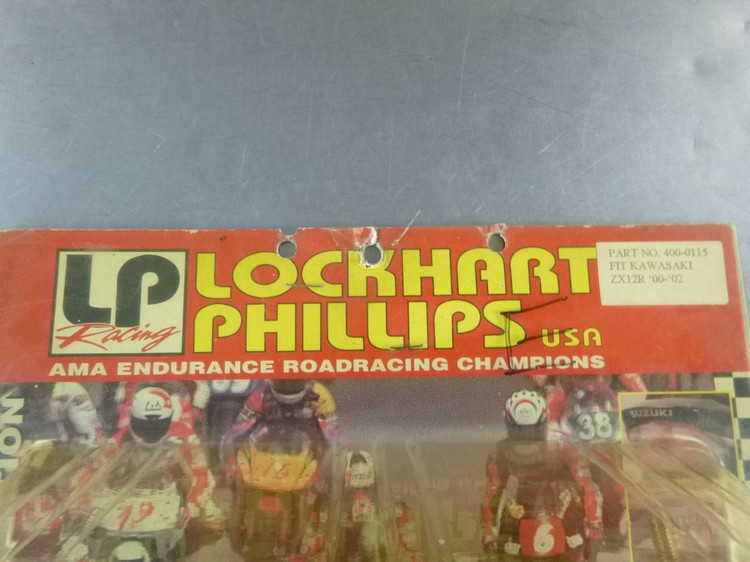 LP
Racing
LOCKHART
PHILLIPS USA
AMA ENDURANCE ROADRACING CHAMPIONS
PART NO. 400-0115
FIT KAWASAKI
ZX12R '00-'02
38
SUZUKI
19
6